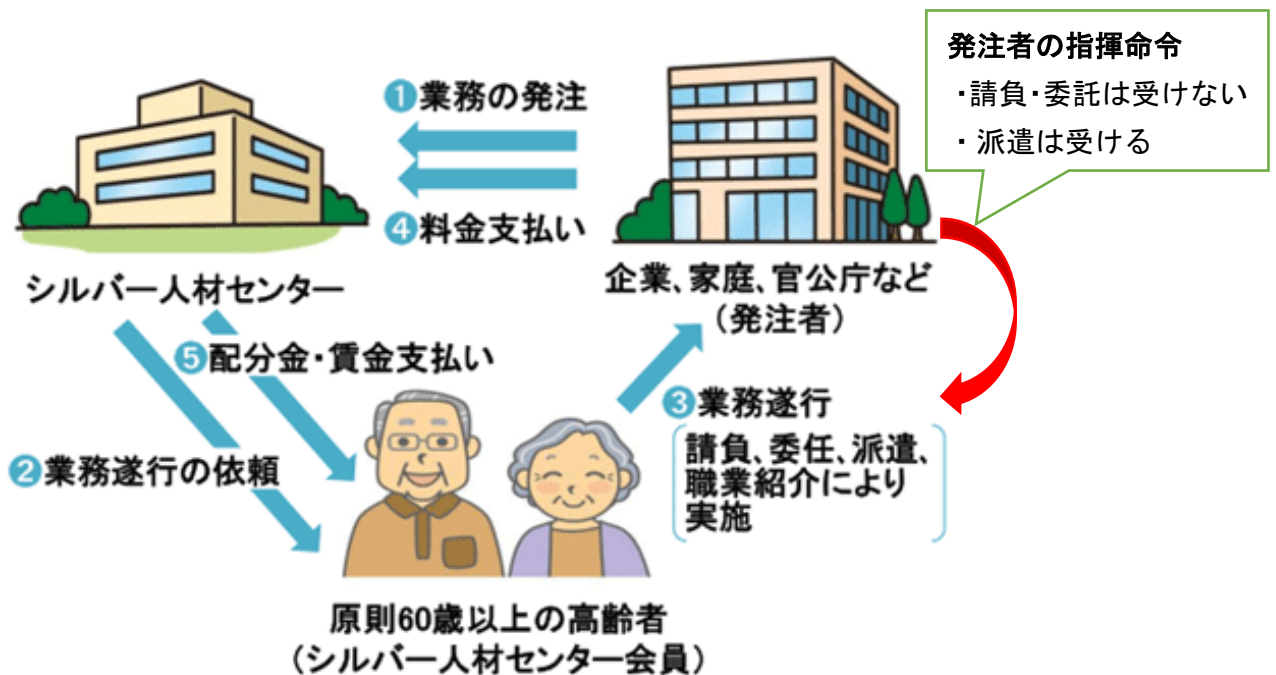 発注者の指揮命令
・請負・委託は受けない
・派遣は受ける
❶業務の発注
❹料金支払い
シルバー人材センター
企業、家庭、官公庁など
（発注者）
❺配分金・賃金支払い
❸業務遂行
請負、委任、派遣、
職業紹介により
実施
❷業務遂行の依頼
原則60歳以上の高齢者
（シルバー人材センター会員）